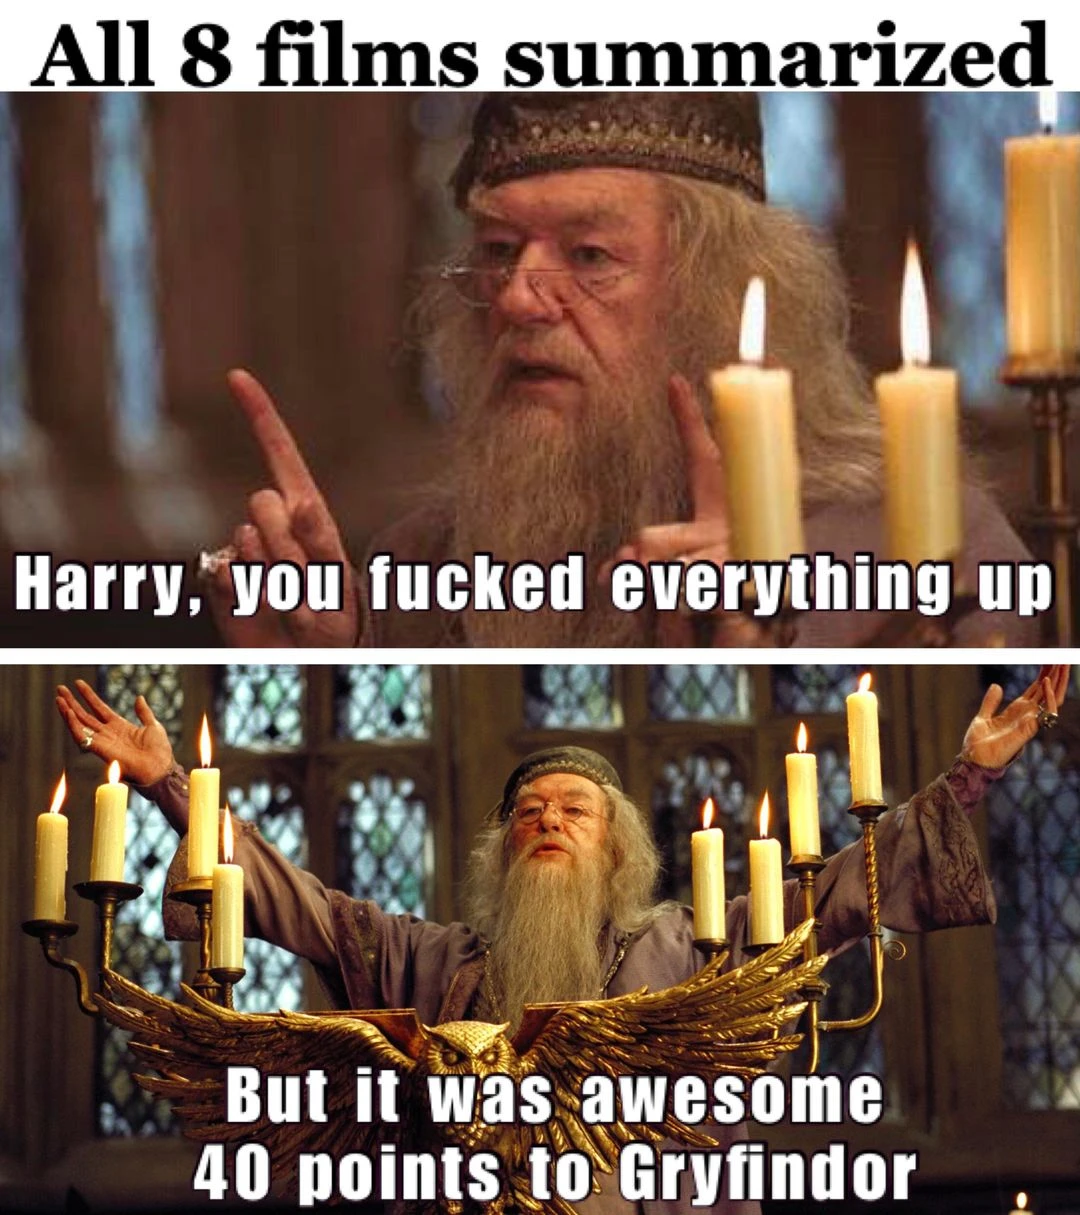 All 8 films summarized
Harry, you fucked everything up
But it was awesome
40 points to Gryfindor